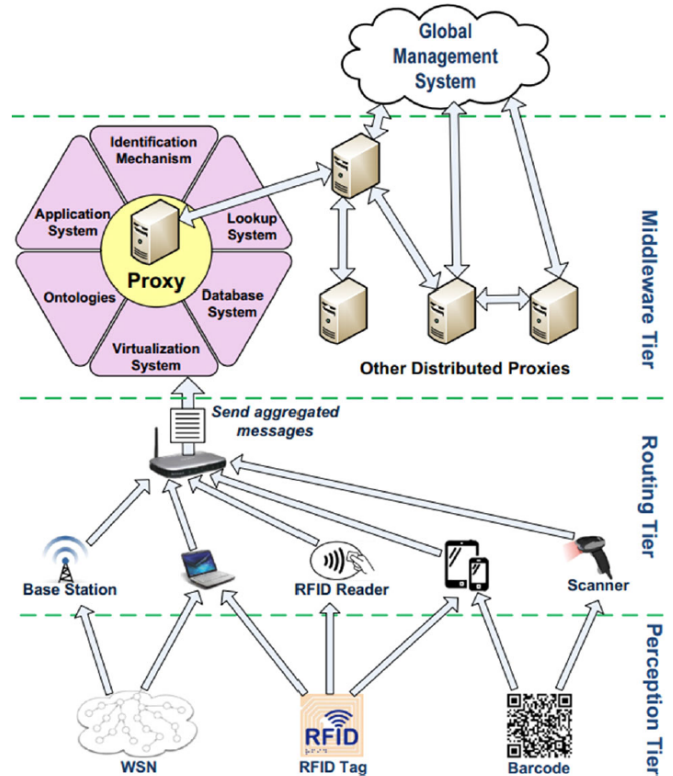 Global
Management
System
Identification
Mechanism
Application
System
Lookup
System
Proxy
Ontologies
Database
System
Virtualization
System
Other Distributed Proxies
Middleware Tier
Send aggregated
messages
Routing Tier
Base Station
RFID Reader
Scanner
Perception Tier
RFID
WSN
RFID Tag
Barcode